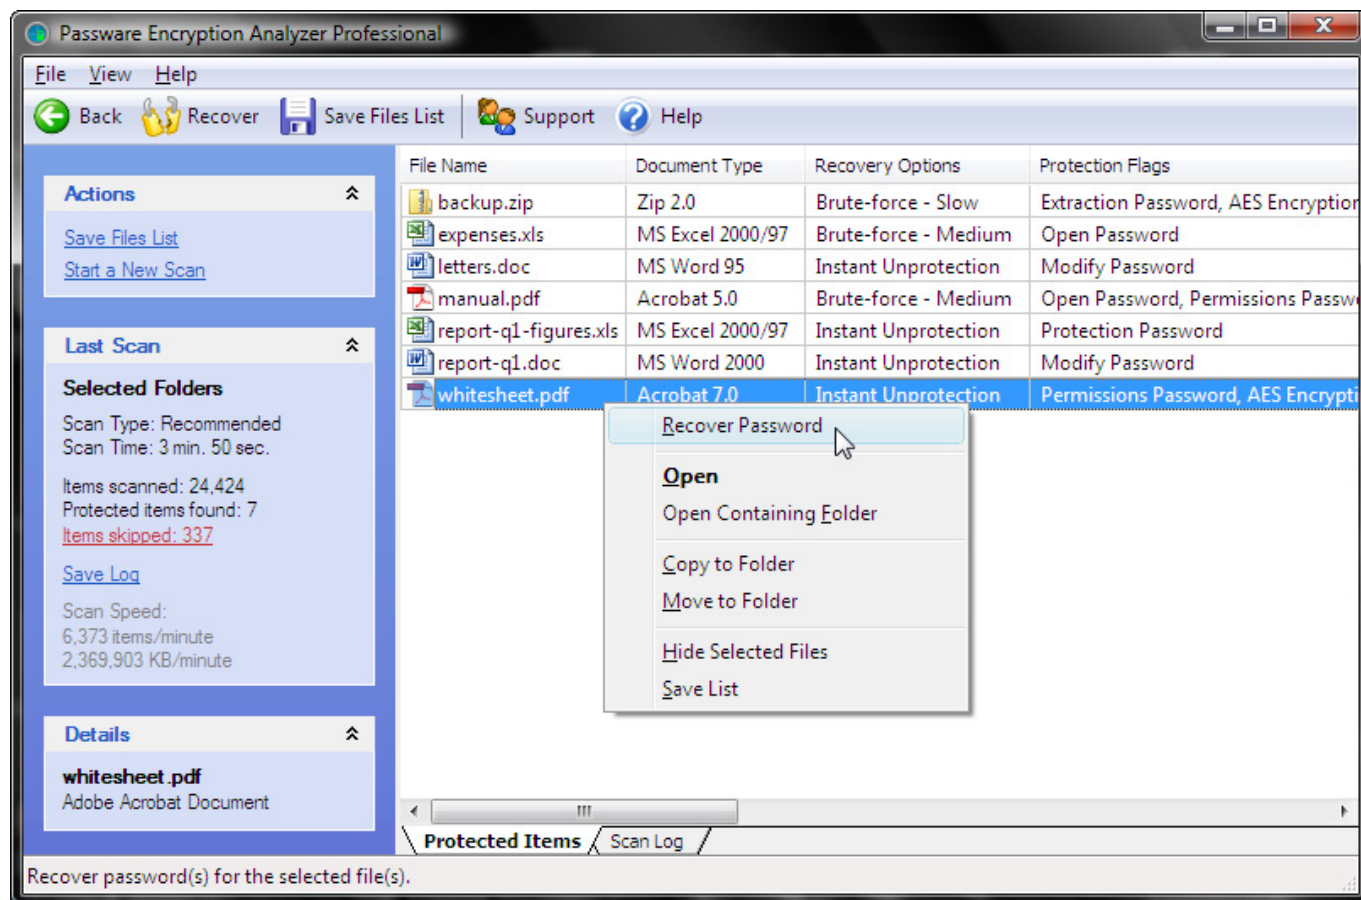 Passware Encryption Analyzer Professional
File View Help
Back Recover Save Files List Support Help
Actions
Save Files List
Start a New Scan
Last Scan
Selected Folders
Scan Type: Recommended
Scan Time: 3 min. 50 sec.
Items scanned: 24,424
Protected items found: 7
Items skipped: 337
Save Log
Scan Speed:
6,373 items/minute
2,369,903 KB/minute
Details
whitesheet.pdf
Adobe Acrobat Document
File Name Document Type Recovery Options Protection Flags
backup.zip Zip 2.0 Brute-force - Slow Extraction Password, AES Encryption
expenses.xls MS Excel 2000/97 Brute-force - Medium Open Password
letters.doc MS Word 95 Instant Unprotection Modify Password
manual.pdf Acrobat 5.0 Brute-force - Medium Open Password, Permissions Passw
report-q1-figures.xls MS Excel 2000/97 Instant Unprotection Protection Password
report-q1.doc MS Word 2000 Instant Unprotection Modify Password
whitesheet.pdf Acrobat 7.0 Instant Unprotection Permissions Password, AES Encrypti
Recover Password
Open
Open Containing Folder
Copy to Folder
Move to Folder
Hide Selected Files
Save List
Protected Items Scan Log
Recover password(s) for the selected file(s).